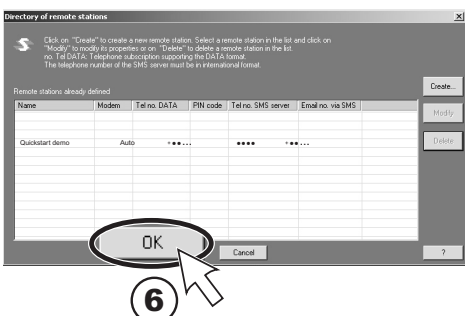 Directory of remote stations
Click on "Create" to create a new remote station. Select a remote station in the list and click on
"Modify" to modify its properties or on "Delete" to delete a remote station in the list.
no. Tel DATA: Telephone subscription supporting the DATA format.
The telephone number of the SMS server must be in international format.
Remote stations already defined
Create...
Name Modem Tel no. DATA PIN code Tel no. SMS server Email no. via SMS
Modify
Quickstart demo Auto •••... •••• •••...
Delete
OK
Cancel
?
6